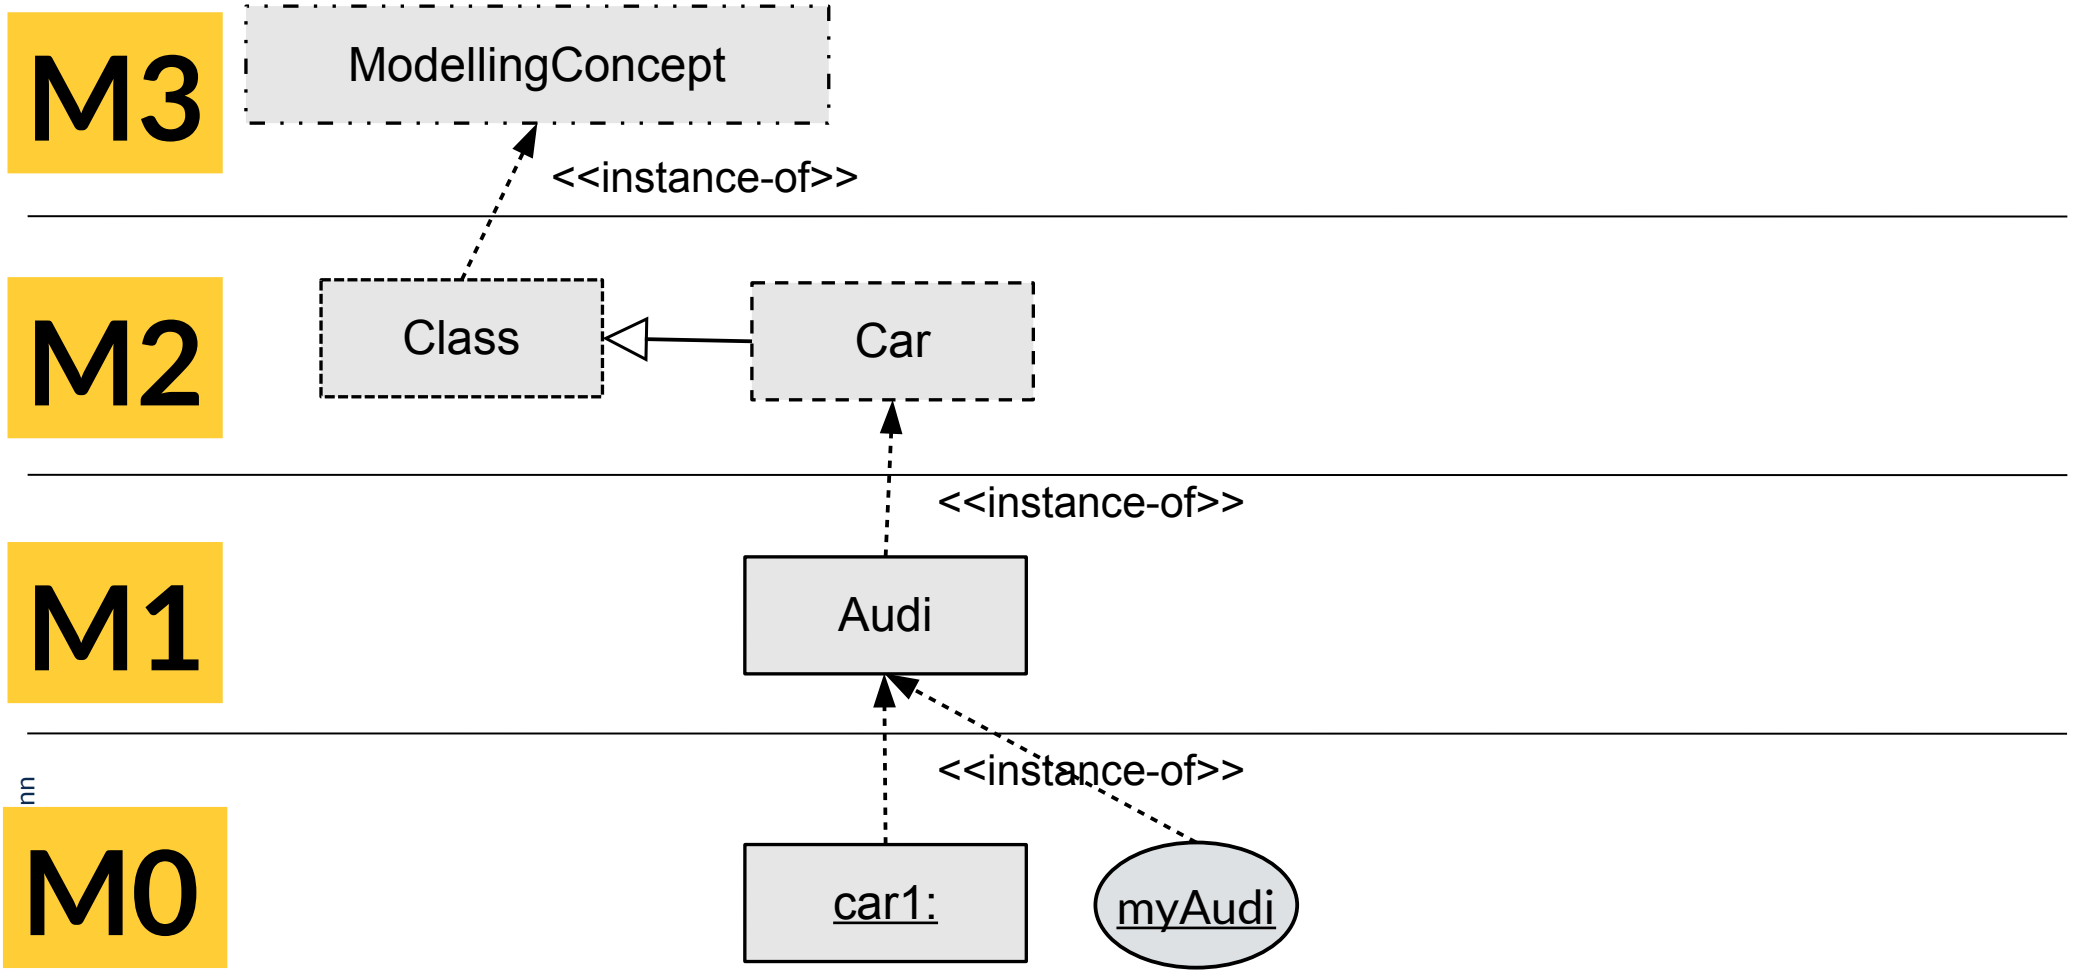 M3
ModellingConcept
<<instance-of>>
M2
Class
Car
<<instance-of>>
M1
Audi
<<instance-of>>
nn
M0
car1:
myAudi